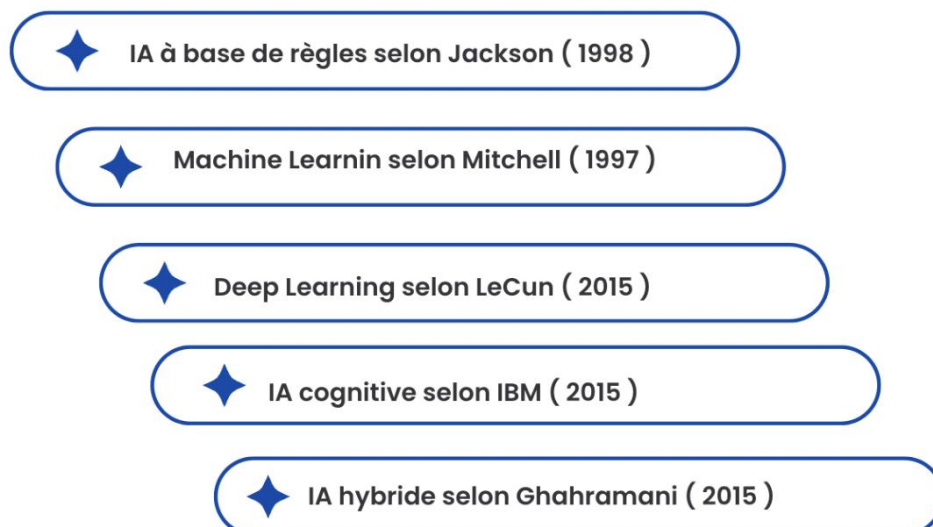 IA à base de règles selon Jackson ( 1998 )
Machine Learnin selon Mitchell ( 1997 )
Deep Learning selon LeCun ( 2015 )
IA cognitive selon IBM ( 2015 )
IA hybride selon Ghahramani ( 2015 )